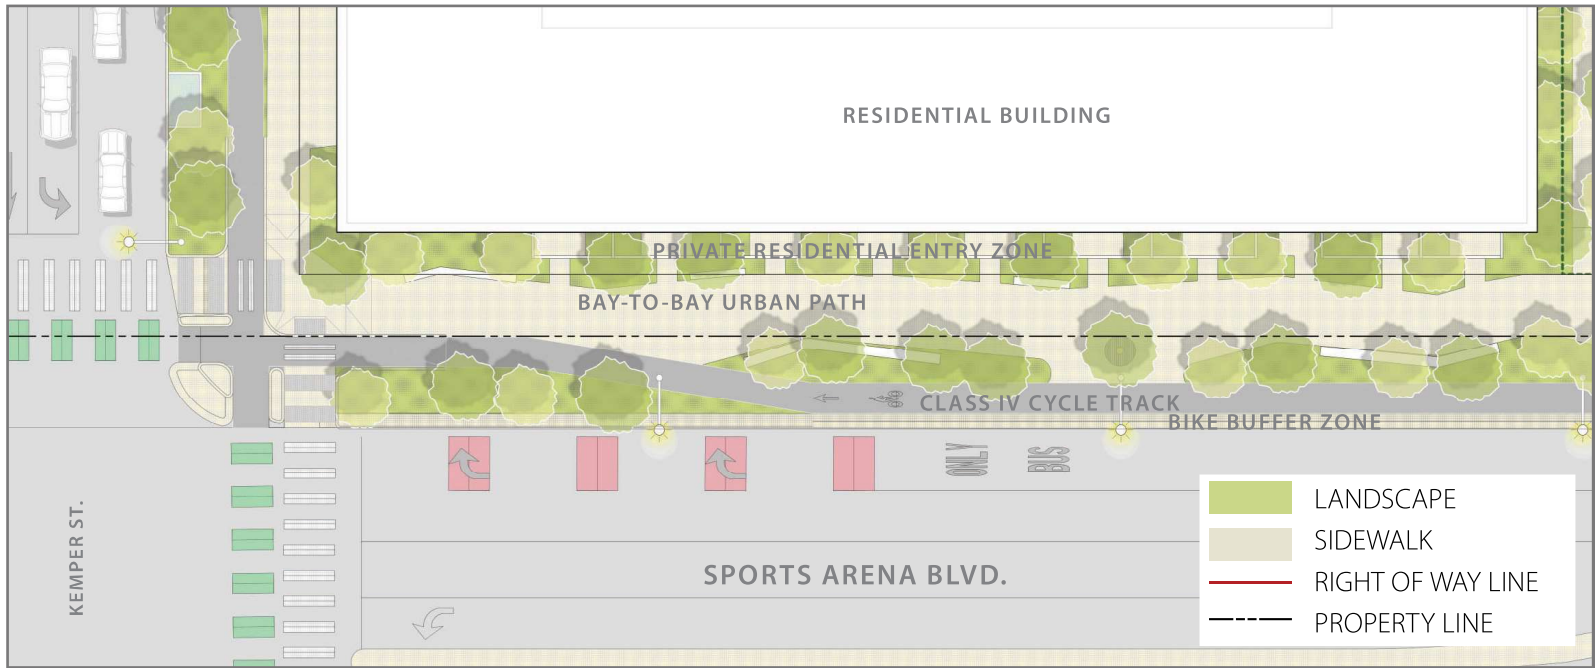 RESIDENTIAL BUILDING
PRIVATE RESIDENTIAL ENTRY ZONE
BAY-TO-BAY URBAN PATH
CLASS IV CYCLE TRACK
BIKE BUFFER ZONE
ONLY
BUS
KEMPER ST.
SPORTS ARENA BLVD.
LANDSCAPE
SIDEWALK
RIGHT OF WAY LINE
PROPERTY LINE